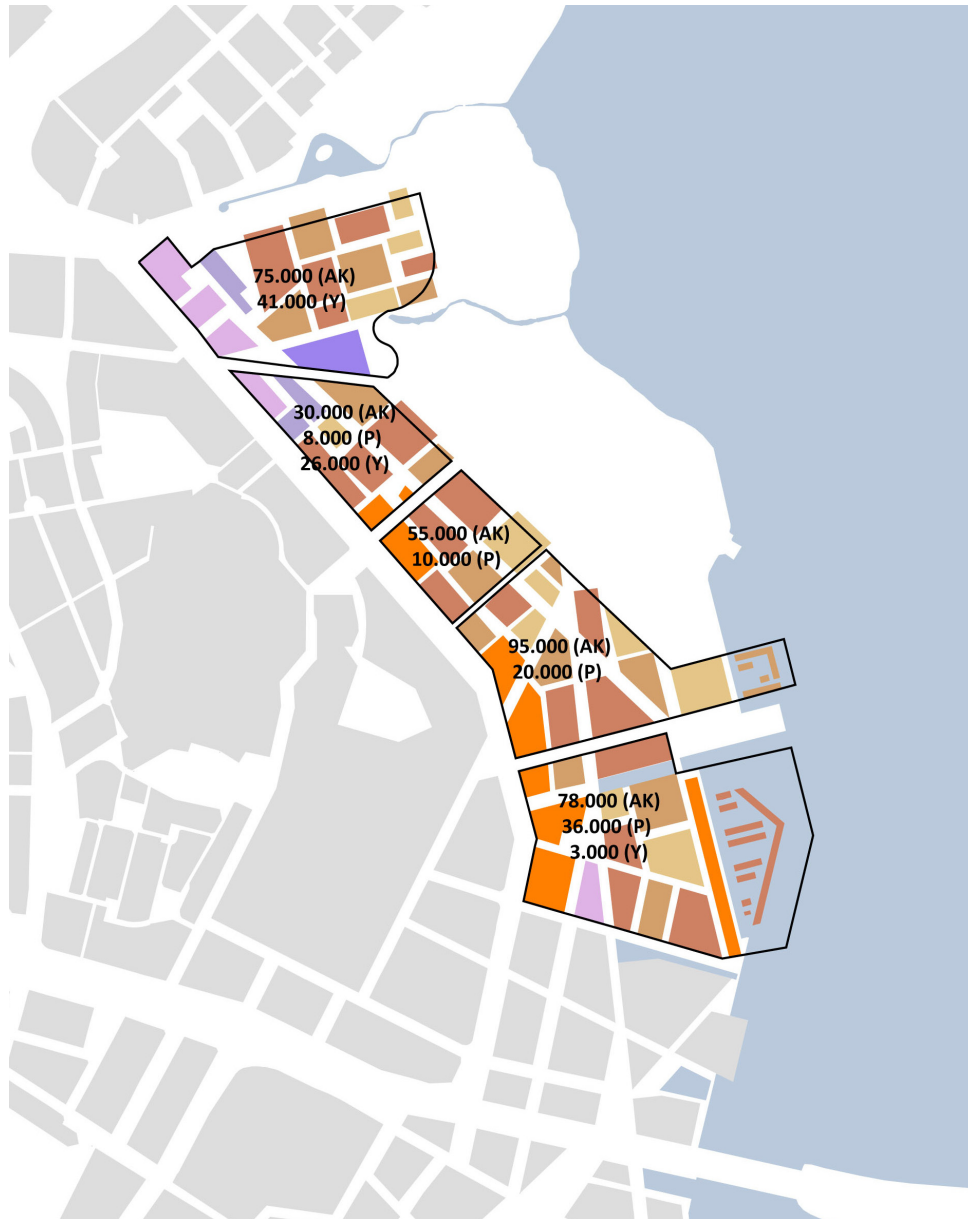 75.000 (AK)
41.000 (Y)
30.000 (AK)
8.000 (P)
26.000 (Y)
55.000 (AK)
10.000 (P)
95.000 (AK)
20.000 (P)
78.000 (AK)
36.000 (P)
3.000 (Y)